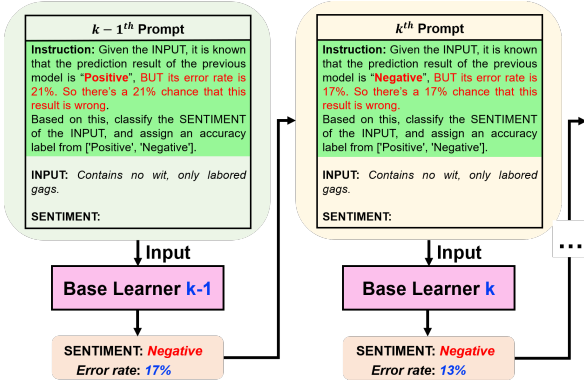 k − 1ᵗʰ Prompt
Instruction: Given the INPUT, it is known
that the prediction result of the previous
model is “Positive”, BUT its error rate is
21%. So there’s a 21% chance that this
result is wrong.
Based on this, classify the SENTIMENT
of the INPUT, and assign an accuracy
label from ['Positive', 'Negative'].
INPUT: Contains no wit, only labored
gags.
SENTIMENT:
Input
Base Learner k-1
SENTIMENT: Negative
Error rate: 17%
kᵗʰ Prompt
Instruction: Given the INPUT, it is known
that the prediction result of the previous
model is “Negative”, BUT its error rate is
17%. So there’s a 17% chance that this
result is wrong.
Based on this, classify the SENTIMENT
of the INPUT, and assign an accuracy
label from ['Positive', 'Negative'].
INPUT: Contains no wit, only labored
gags.
SENTIMENT:
Input
Base Learner k
SENTIMENT: Negative
Error rate: 13%
...